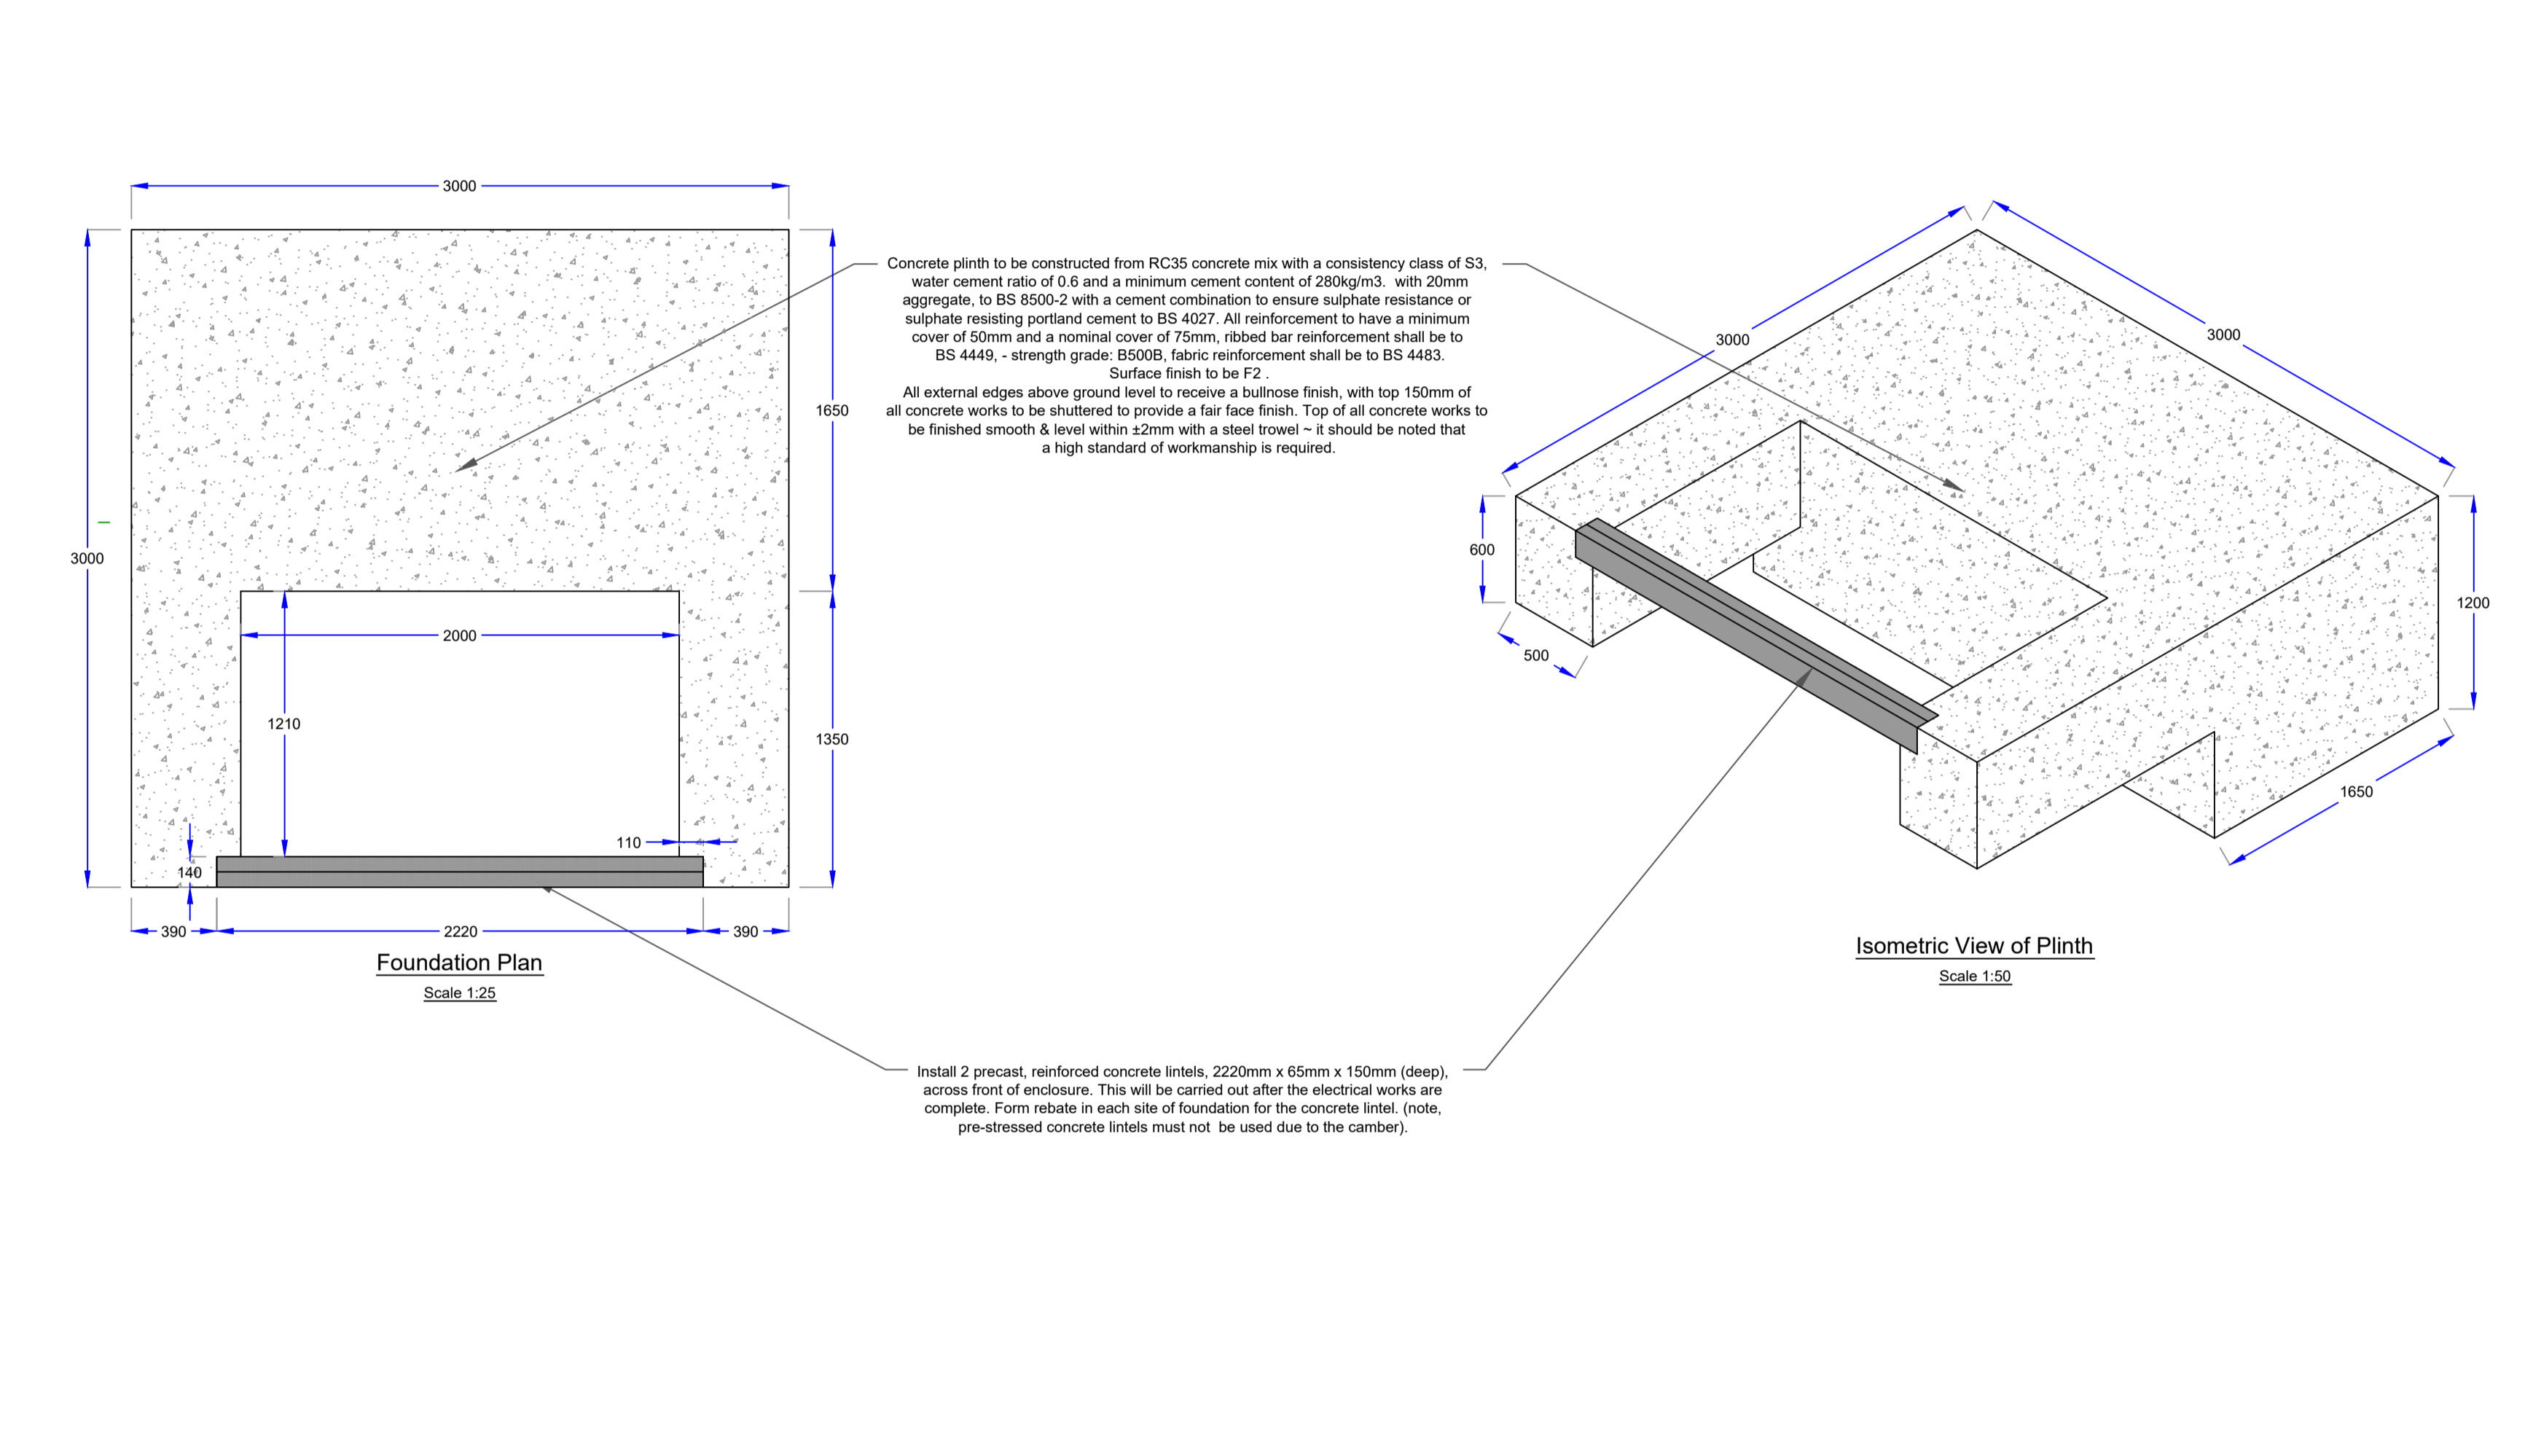 3000
3000
1650
2000
1210
1350
110
140
390
2220
390
Foundation Plan
Scale 1:25
Concrete plinth to be constructed from RC35 concrete mix with a consistency class of S3,
water cement ratio of 0.6 and a minimum cement content of 280kg/m3.  with 20mm
aggregate, to BS 8500-2 with a cement combination to ensure sulphate resistance or
sulphate resisting portland cement to BS 4027. All reinforcement to have a minimum
cover of 50mm and a nominal cover of 75mm, ribbed bar reinforcement shall be to
BS 4449, - strength grade: B500B, fabric reinforcement shall be to BS 4483.
Surface finish to be F2 .
All external edges above ground level to receive a bullnose finish, with top 150mm of
all concrete works to be shuttered to provide a fair face finish. Top of all concrete works to
be finished smooth & level within ±2mm with a steel trowel ~ it should be noted that
a high standard of workmanship is required.
3000
3000
600
500
1200
1650
Isometric View of Plinth
Scale 1:50
Install 2 precast, reinforced concrete lintels, 2220mm x 65mm x 150mm (deep),
across front of enclosure. This will be carried out after the electrical works are
complete. Form rebate in each site of foundation for the concrete lintel. (note,
pre-stressed concrete lintels must not  be used due to the camber).